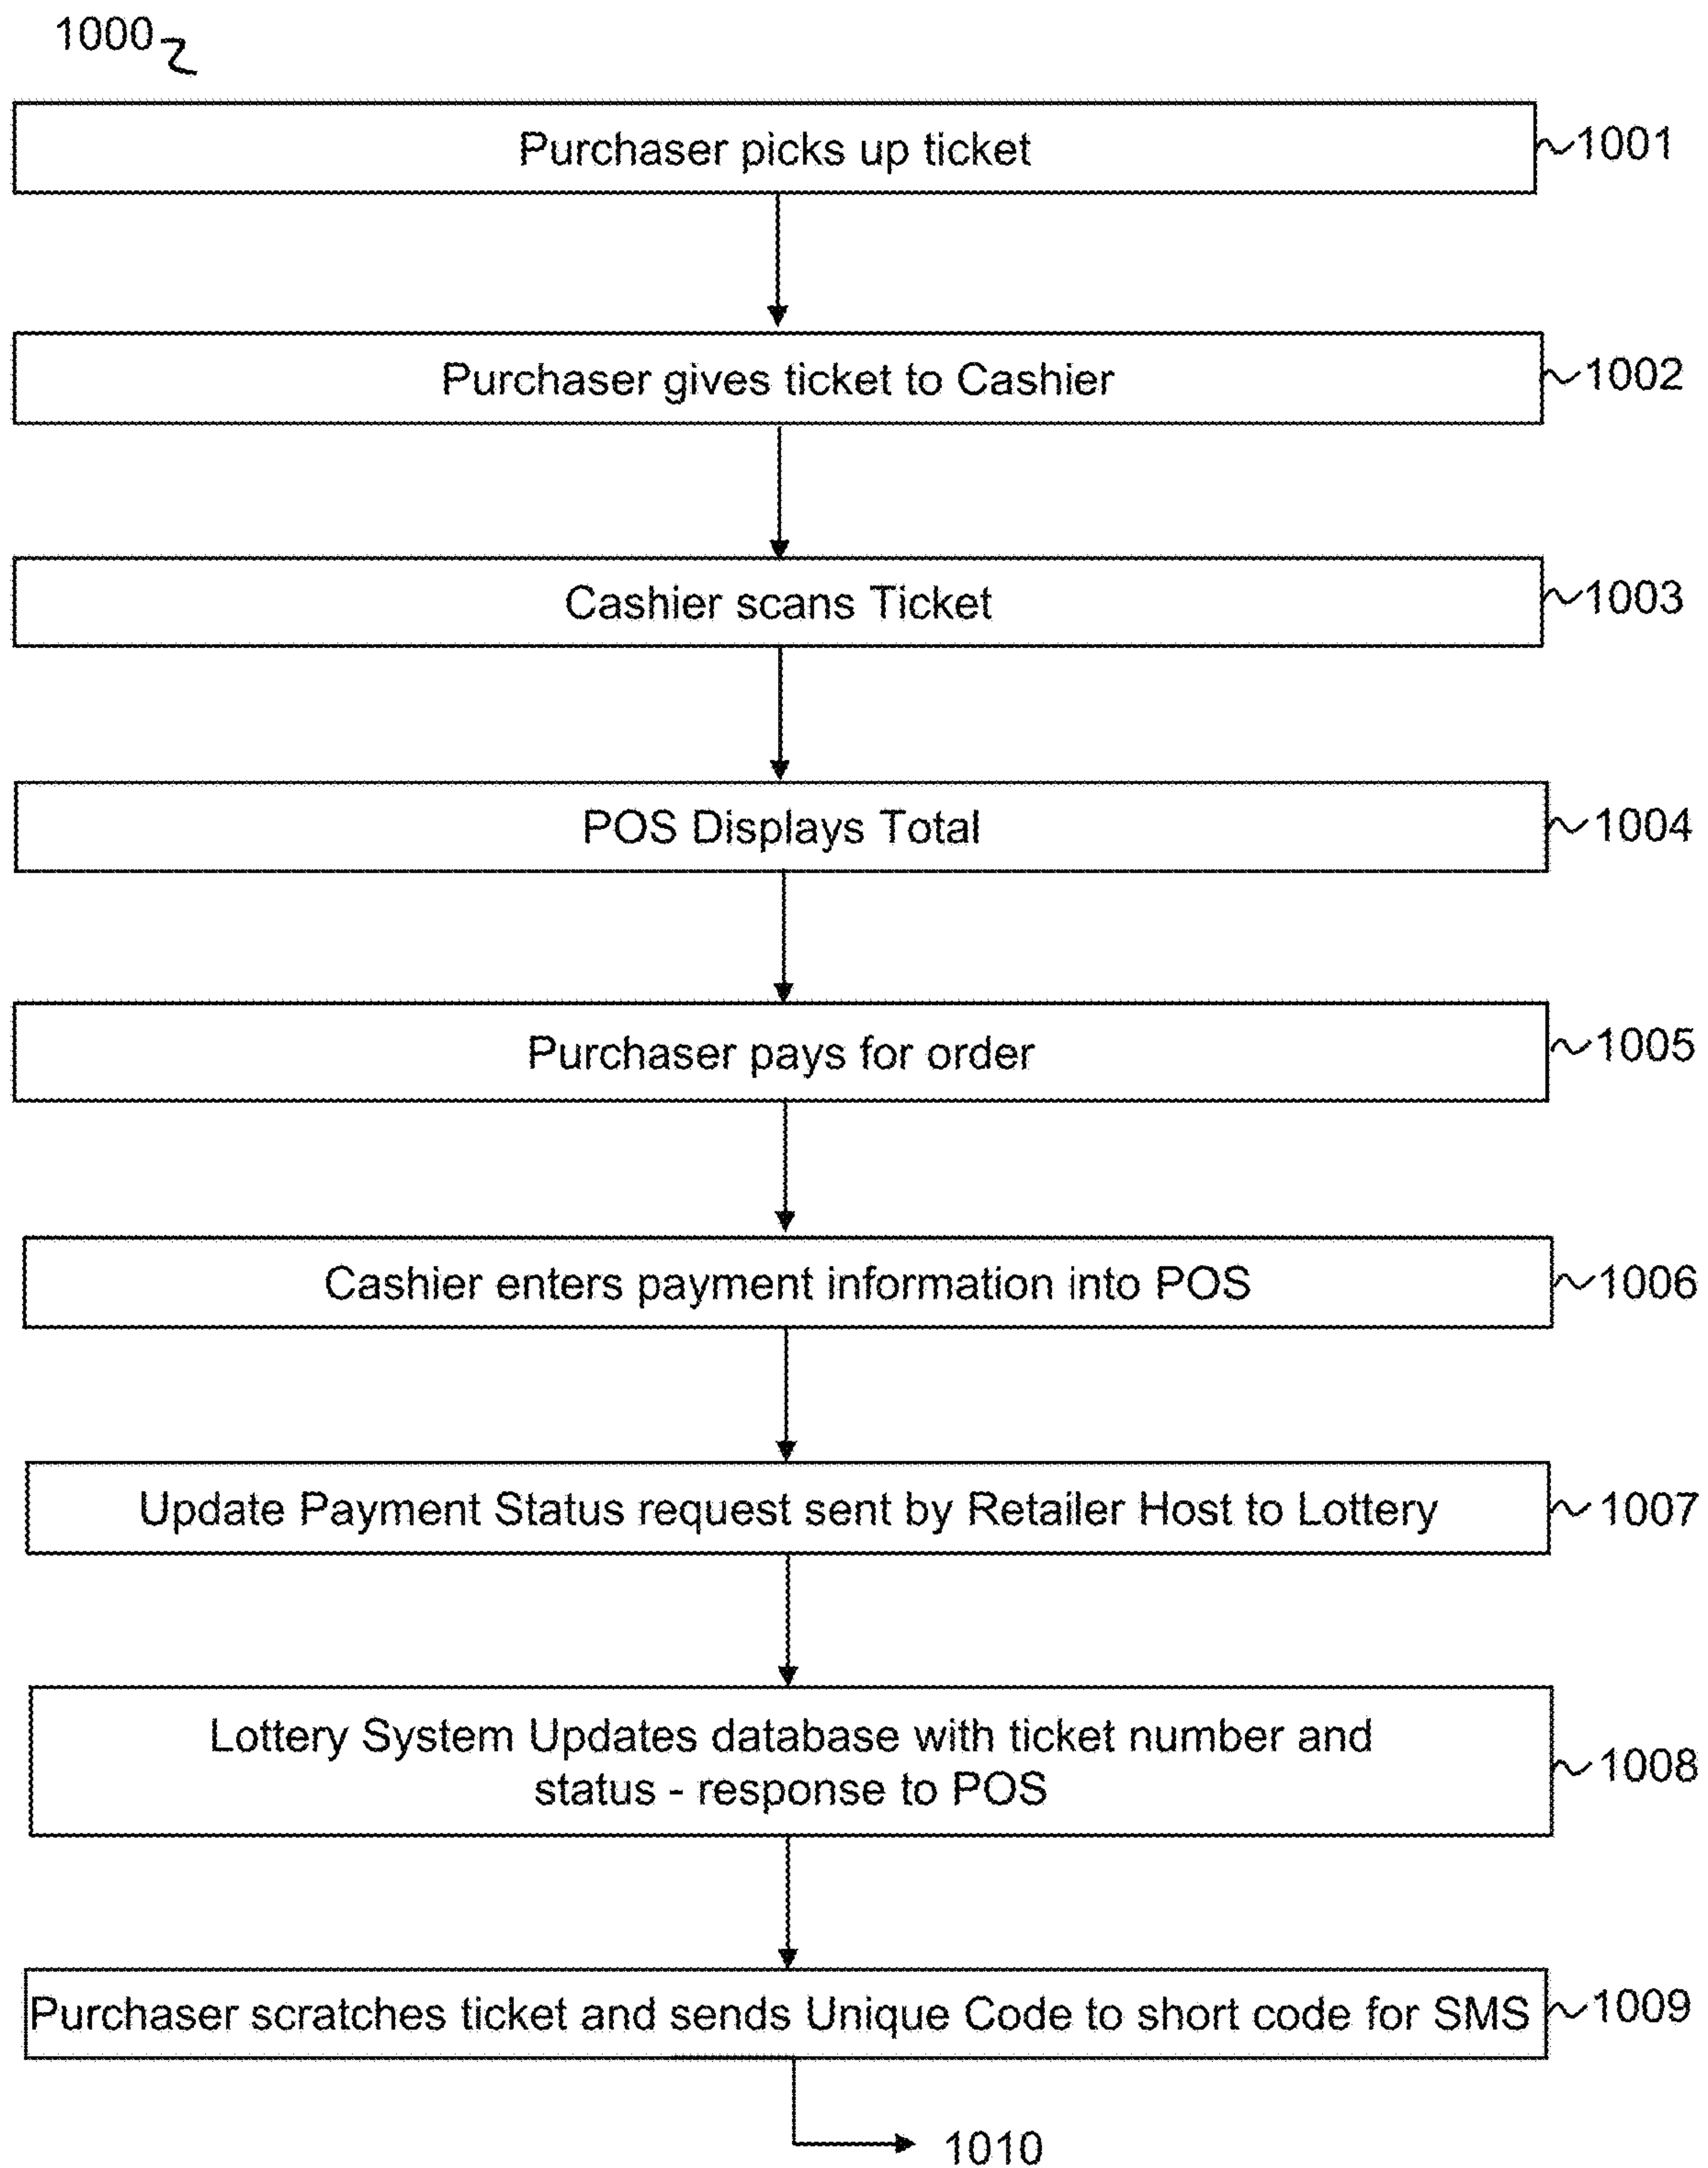 1000
Purchaser picks up ticket 1001
Purchaser gives ticket to Cashier 1002
Cashier scans Ticket 1003
POS Displays Total 1004
Purchaser pays for order 1005
Cashier enters payment information into POS 1006
Update Payment Status request sent by Retailer Host to Lottery 1007
Lottery System Updates database with ticket number and
status - response to POS 1008
Purchaser scratches ticket and sends Unique Code to short code for SMS 1009
1010